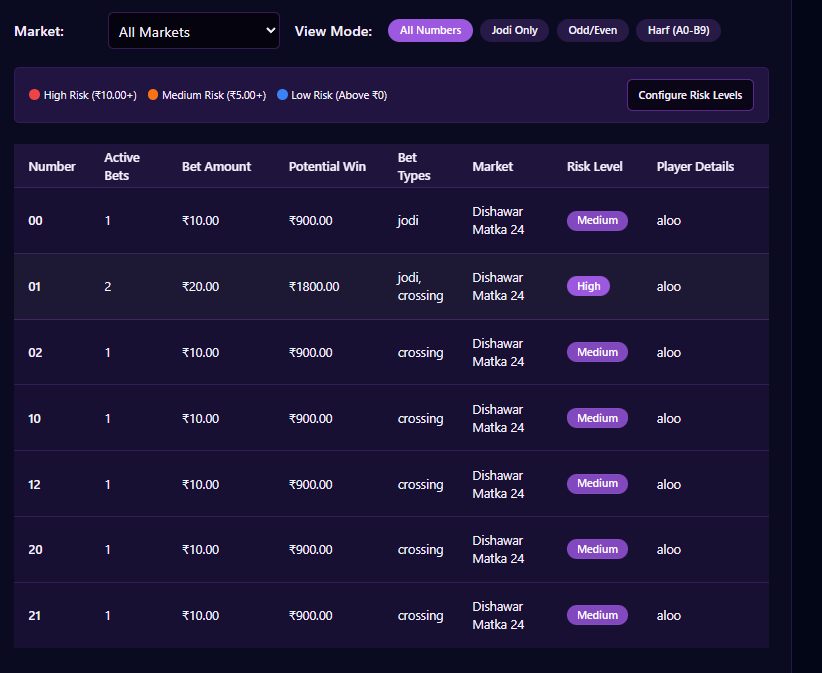 Market: All Markets View Mode: All Numbers Jodi Only Odd/Even Harf (A0-B9)
High Risk (₹10.00+) Medium Risk (₹5.00+) Low Risk (Above ₹0) Configure Risk Levels
Number Active Bets Bet Amount Potential Win Bet Types Market Risk Level Player Details
00 1 ₹10.00 ₹900.00 jodi Dishawar Matka 24 Medium aloo
01 2 ₹20.00 ₹1800.00 jodi, crossing Dishawar Matka 24 High aloo
02 1 ₹10.00 ₹900.00 crossing Dishawar Matka 24 Medium aloo
10 1 ₹10.00 ₹900.00 crossing Dishawar Matka 24 Medium aloo
12 1 ₹10.00 ₹900.00 crossing Dishawar Matka 24 Medium aloo
20 1 ₹10.00 ₹900.00 crossing Dishawar Matka 24 Medium aloo
21 1 ₹10.00 ₹900.00 crossing Dishawar Matka 24 Medium aloo